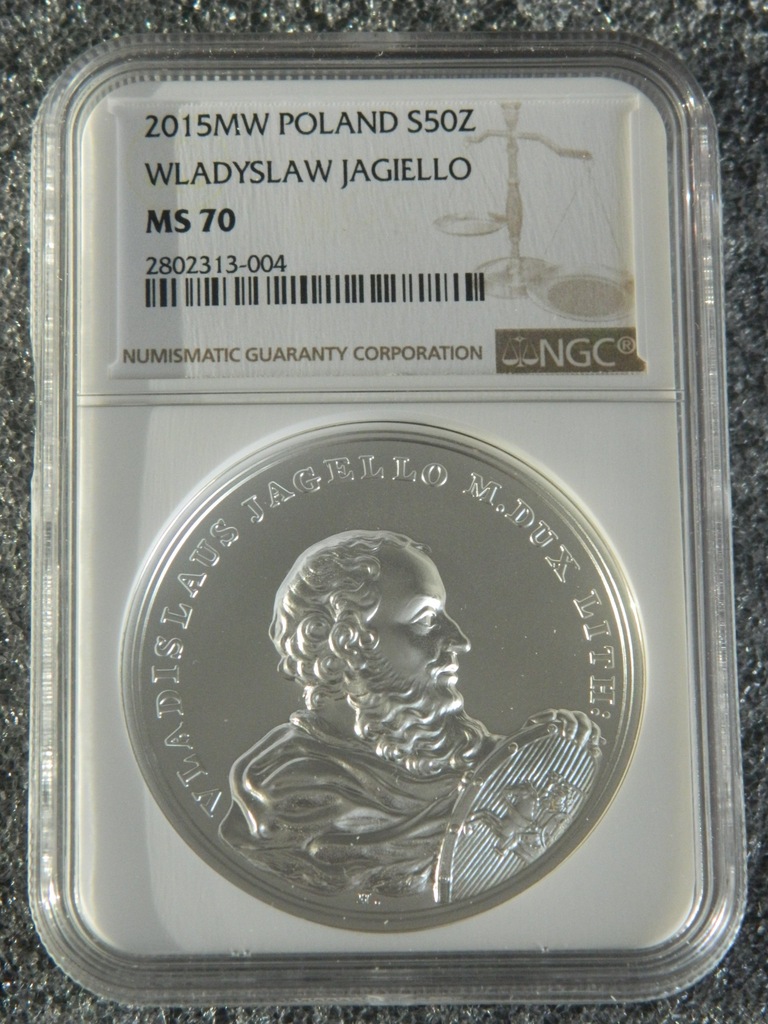 2015MW POLAND S50Z
WLADYSLAW JAGIELLO
MS 70
2802313-004
NUMISMATIC GUARANTY CORPORATION NGC®
VLADISLAUS JAGELLO M.DUX LITH: